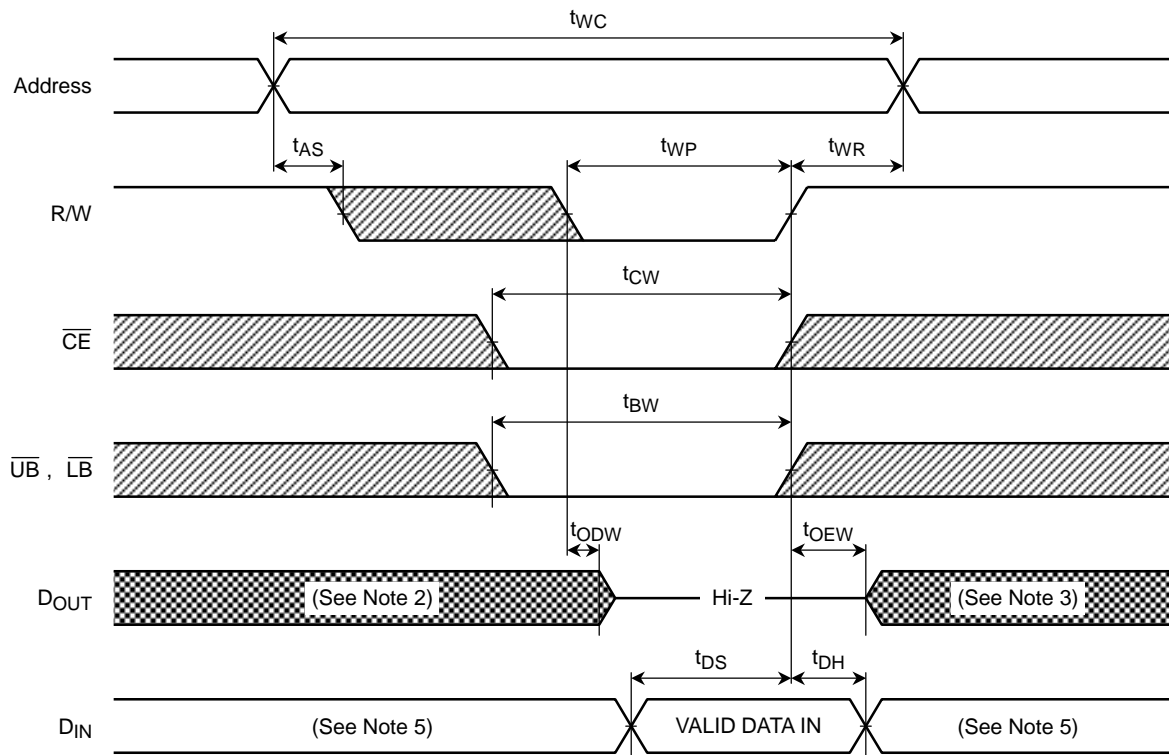 tWC
Address
tAS
tWP
tWR
R/W
tCW
CE
tBW
UB , LB
tODW
tOEW
DOUT
(See Note 2)
Hi-Z
(See Note 3)
tDS
tDH
DIN
(See Note 5)
VALID DATA IN
(See Note 5)